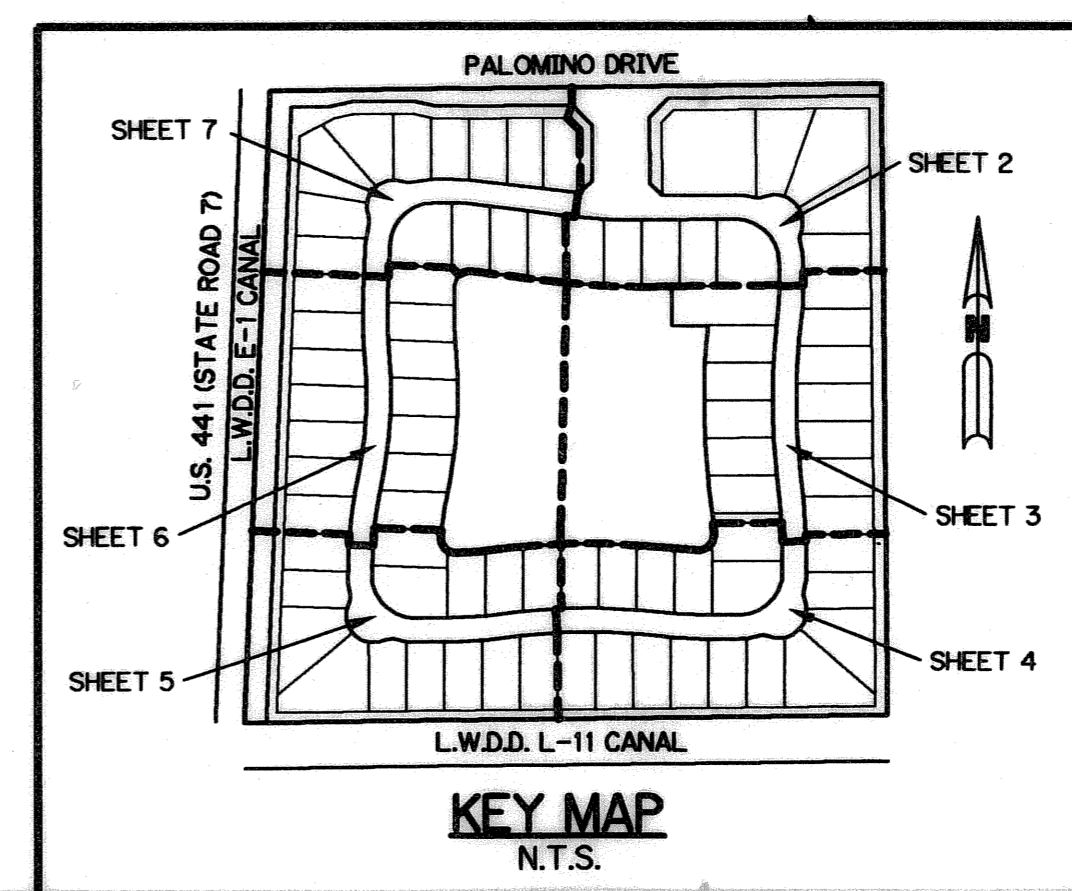 PALOMINO DRIVE
SHEET 7
SHEET 2
U.S. 441 (STATE ROAD 7)
L.W.D.D. E-1 CANAL
N
SHEET 3
SHEET 6
SHEET 4
SHEET 5
L.W.D.D. L-11 CANAL
KEY MAP
N.T.S.